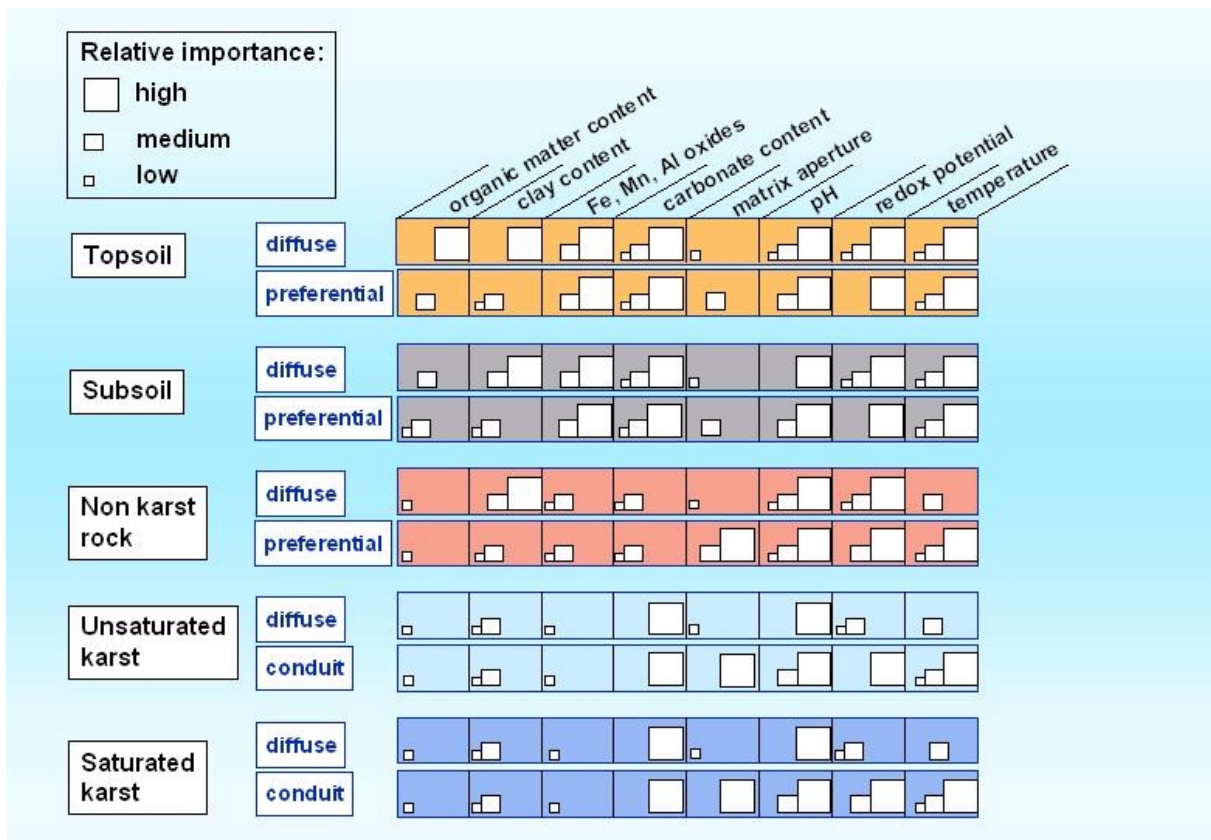 Relative importance:
high
medium
low
organic matter content
clay content
Fe, Mn, Al oxides
carbonate content
matrix aperture
pH
redox potential
temperature
Topsoil
diffuse
preferential
Subsoil
diffuse
preferential
Non karst
rock
diffuse
preferential
Unsaturated
karst
diffuse
conduit
Saturated
karst
diffuse
conduit